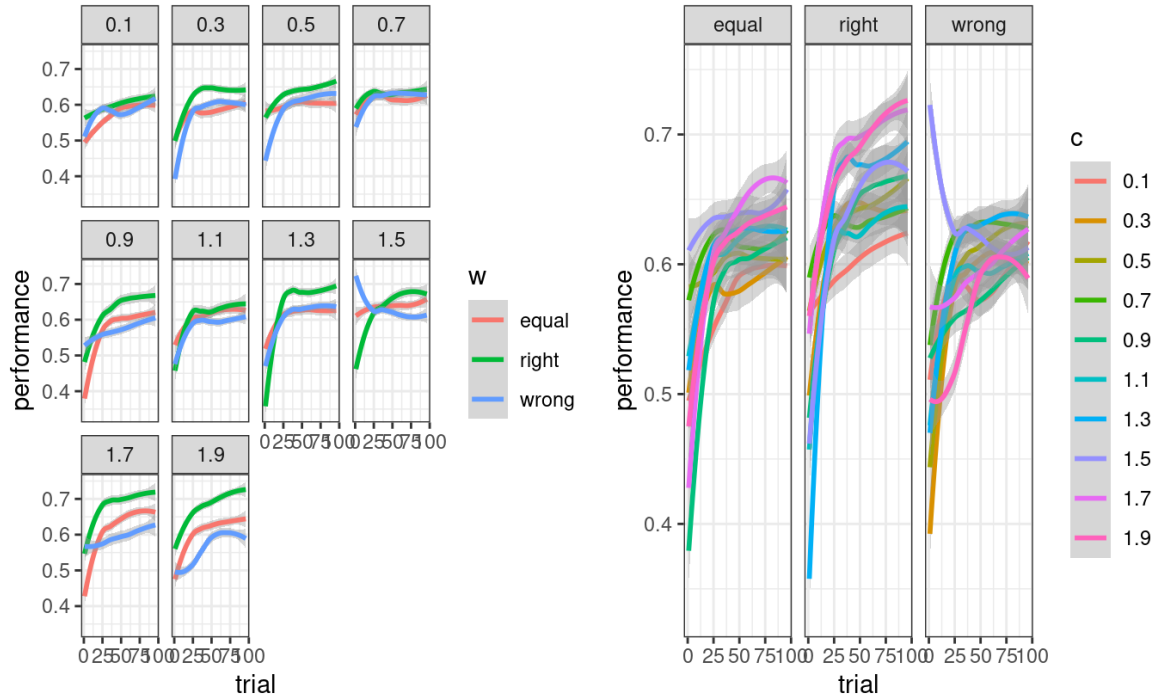 0.1 0.3 0.5 0.7
0.7
0.6
0.5
0.4
0.9 1.1 1.3 1.5
0.7
0.6
0.5
0.4
0 25 50 75 100 0 25 50 75 100
1.7 1.9
0.7
0.6
0.5
0.4
0 25 50 75 100 0 25 50 75 100
performance
trial
w
equal
right
wrong
equal right wrong
0.7
0.6
0.5
0.4
0 25 50 75 100 0 25 50 75 100 0 25 50 75 100
performance
trial
c
0.1
0.3
0.5
0.7
0.9
1.1
1.3
1.5
1.7
1.9